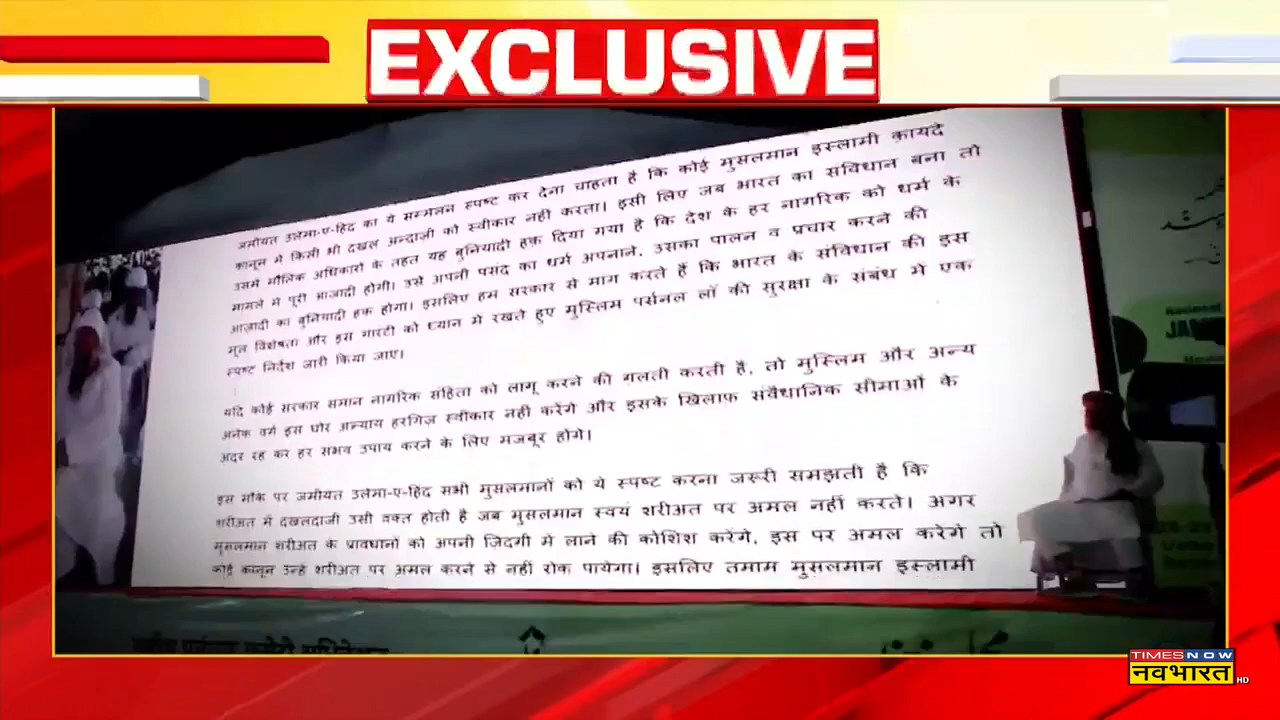 EXCLUSIVE
जमीयत उलेमा-ए-हिंद का ये सम्मेलन स्पष्ट कर देना चाहता है कि कोई मुसलमान इस्लामी क़ायदे
क़ानून में किसी भी दखल अन्दाज़ी को स्वीकार नहीं करता। इसी लिए जब भारत का संविधान बना तो
उसमें मौलिक अधिकारों के तहत यह बुनियादी हक़ दिया गया है कि देश के हर नागरिक को धर्म के
मामले में पूरी आज़ादी होगी। उसे अपनी पसंद का धर्म अपनाने, उसका पालन व प्रचार करने की
आज़ादी का बुनियादी हक़ होगा। इसलिए हम सरकार से मांग करते हैं कि भारत के संविधान की इस
मूल विशेषता और इस गारंटी को ध्यान में रखते हुए मुस्लिम पर्सनल लॉ की सुरक्षा के संबंध में एक
स्पष्ट निर्देश जारी किया जाए।
यदि कोई सरकार समान नागरिक संहिता को लागू करने की गलती करती है, तो मुस्लिम और अन्य
अनेक वर्ग इस घोर अन्याय हरगिज़ स्वीकार नहीं करेंगे और इसके खिलाफ संवैधानिक सीमाओं के
अंदर रह कर हर संभव उपाय करने के लिए मजबूर होंगे।
इस मौके पर जमीयत उलेमा-ए-हिंद सभी मुसलमानों को ये स्पष्ट करना जरूरी समझती है कि
शरीअत में दखलंदाजी उसी वक्त होती है जब मुसलमान स्वयं शरीअत पर अमल नहीं करते। अगर
मुसलमान शरीअत के प्रावधानों को अपनी ज़िंदगी में लाने की कोशिश करेंगे, इस पर अमल करेंगे तो
कोई कानून उन्हें शरीअत पर अमल करने से नहीं रोक पायेगा। इसलिए तमाम मुसलमान इस्लामी
TIMES NOW
नवभारत
HD